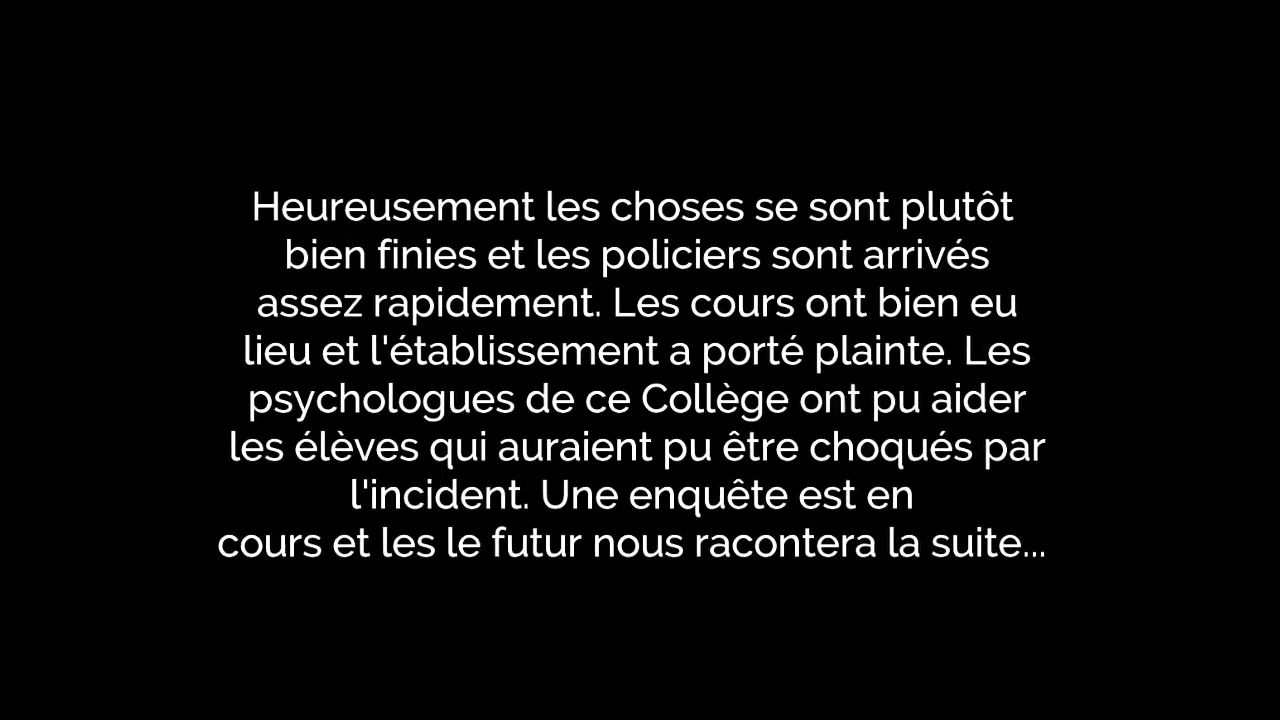 Heureusement les choses se sont plutôt
bien finies et les policiers sont arrivés
assez rapidement. Les cours ont bien eu
lieu et l'établissement a porté plainte. Les
psychologues de ce Collège ont pu aider
les élèves qui auraient pu être choqués par
l'incident. Une enquête est en
cours et les le futur nous racontera la suite...